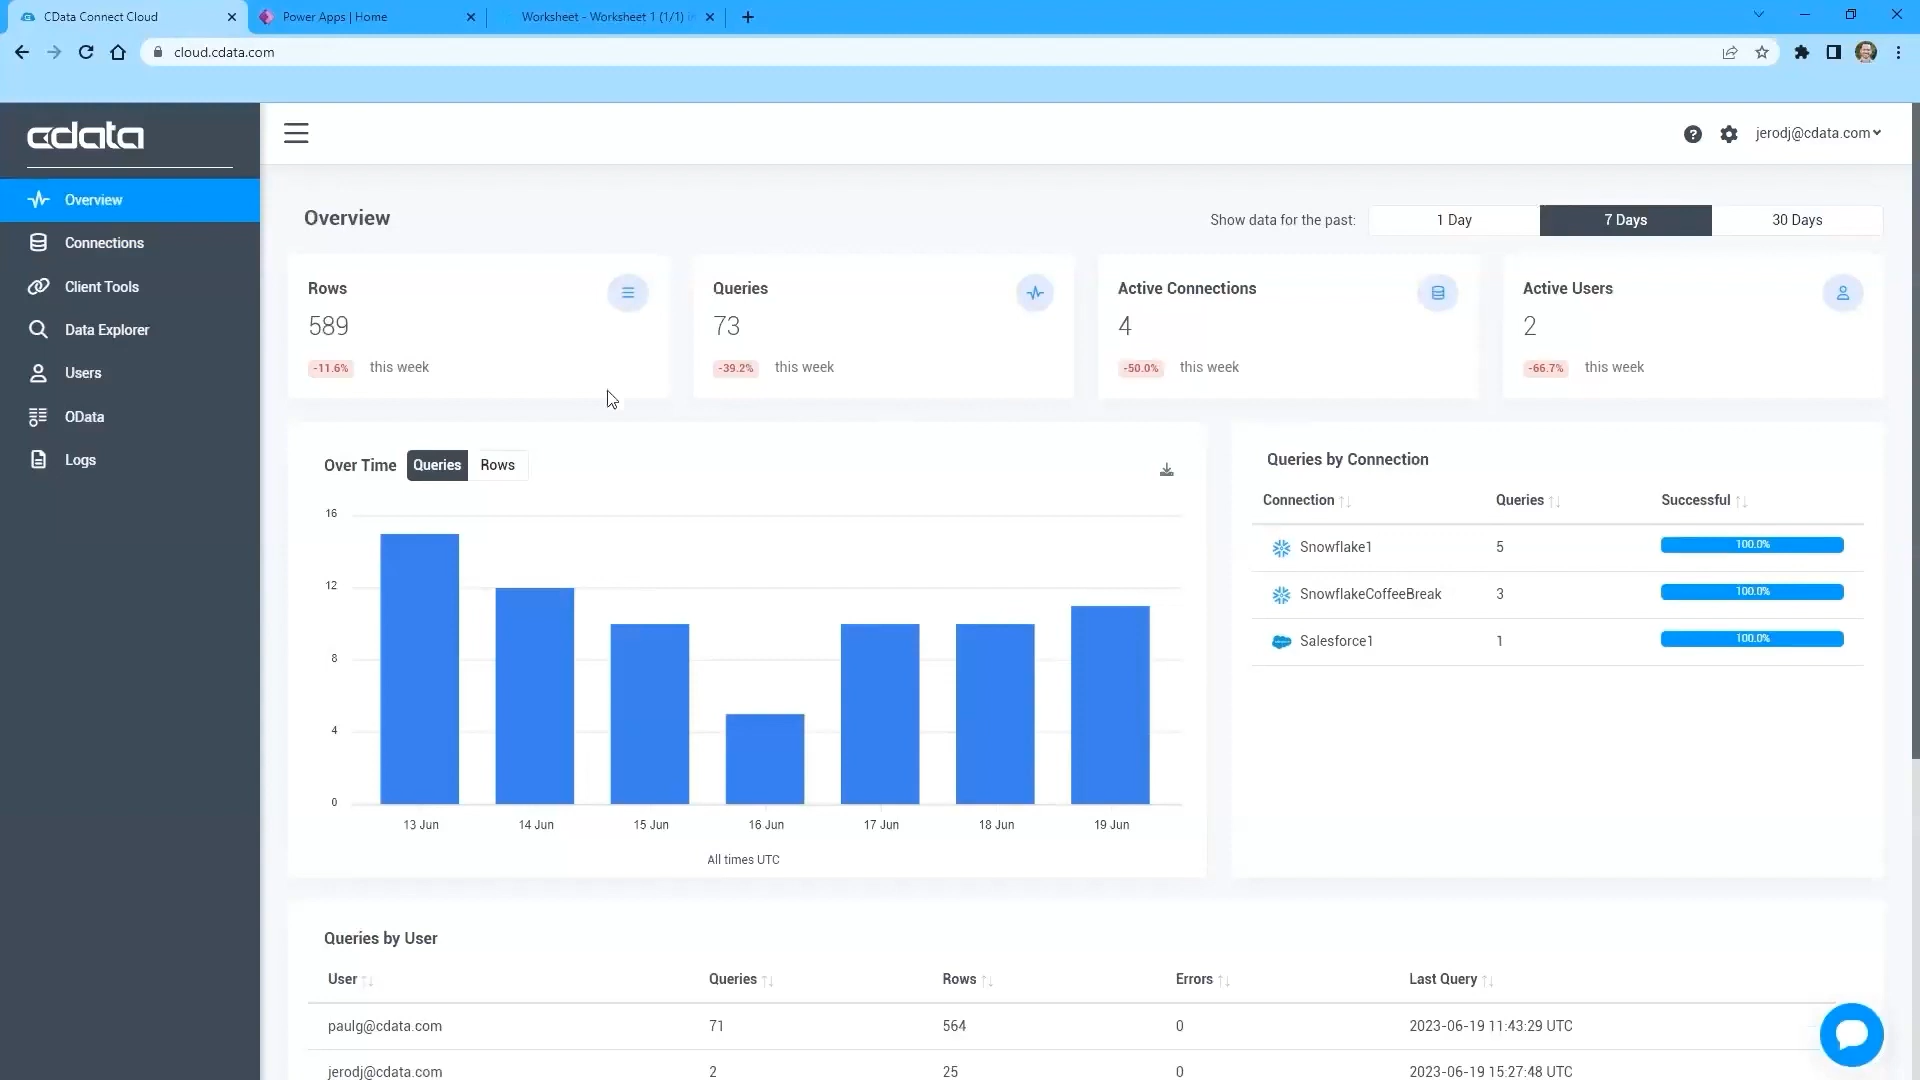 CData Connect Cloud
Power Apps | Home
Worksheet - Worksheet 1 (1/1)
cloud.cdata.com
cdata
jerodj@cdata.com
Overview
Connections
Client Tools
Data Explorer
Users
OData
Logs
Overview
Show data for the past:
1 Day
7 Days
30 Days
Rows
589
-11.6% this week
Queries
73
-39.2% this week
Active Connections
4
-50.0% this week
Active Users
2
-66.7% this week
Over Time
Queries
Rows
16
12
8
4
0
13 Jun
14 Jun
15 Jun
16 Jun
17 Jun
18 Jun
19 Jun
All times UTC
Queries by Connection
Connection Queries Successful
Snowflake1 5 100.0%
SnowflakeCoffeeBreak 3 100.0%
Salesforce1 1 100.0%
Queries by User
User Queries Rows Errors Last Query
paulg@cdata.com 71 564 0 2023-06-19 11:43:29 UTC
jerodj@cdata.com 2 25 0 2023-06-19 15:27:48 UTC